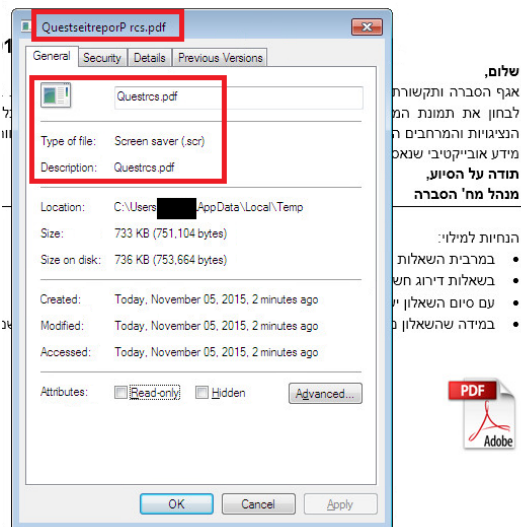 QuestseitreporP rcs.pdf
General Security Details Previous Versions
Questrcs.pdf
Type of file: Screen saver (.scr)
Description: Questrcs.pdf
Location: C:\Users AppData\Local\Temp
Size: 733 KB (751,104 bytes)
Size on disk: 736 KB (753,664 bytes)
Created: Today, November 05, 2015, 2 minutes ago
Modified: Today, November 05, 2015, 2 minutes ago
Accessed: Today, November 05, 2015, 2 minutes ago
Attributes: Read-only Hidden Advanced...
OK Cancel Apply
שלום,
אגף הסברה ותקשורת
לבחון את תמונת
הנציגויות והמרחבים
מידע אובייקטיבי
תודה על הסיוע,
מנהל מח' הסברה
הנחיות למילוי:
במרבית השאלות
בשאלות דירוג
עם סיום השאלון
במידה שהשאלון
PDF
Adobe